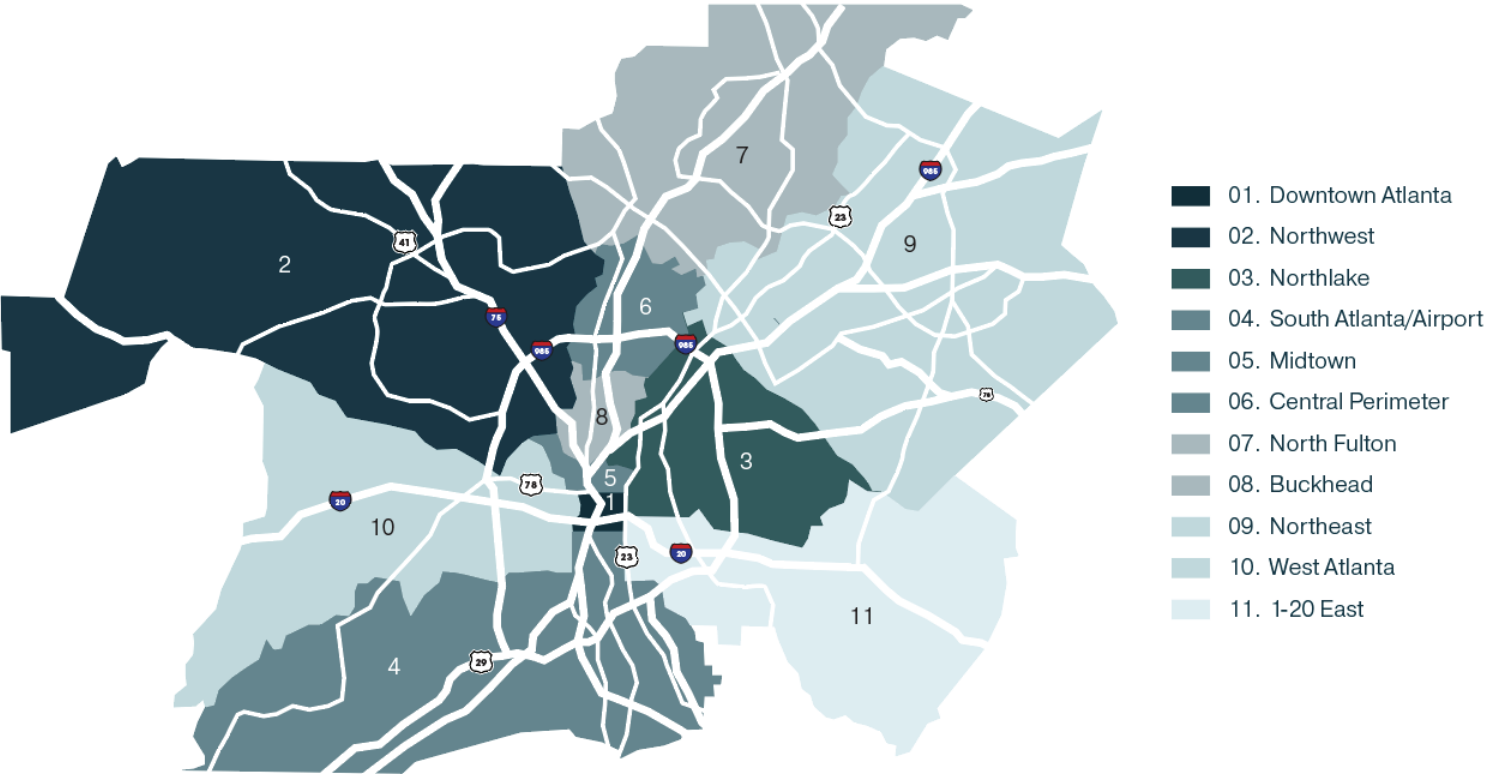 7
985
23
41
9
2
6
75
985
985
78
8
3
5
78
1
20
10
23
20
11
4
29
01. Downtown Atlanta
02. Northwest
03. Northlake
04. South Atlanta/Airport
05. Midtown
06. Central Perimeter
07. North Fulton
08. Buckhead
09. Northeast
10. West Atlanta
11. 1-20 East